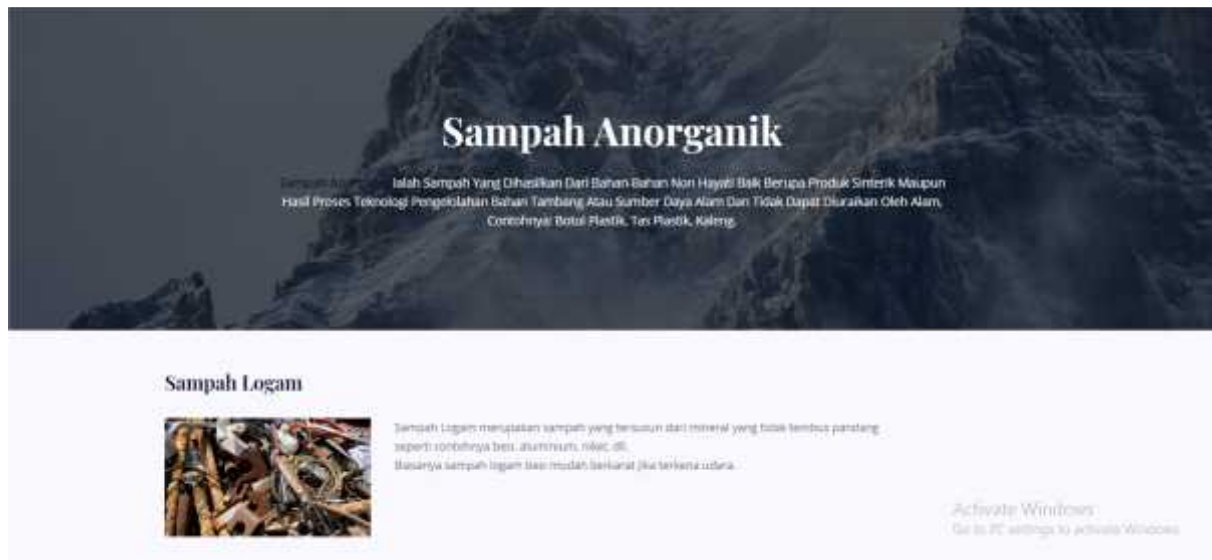 Sampah Anorganik
Sampah Anorganik Ialah Sampah Yang Dihasilkan Dari Bahan-Bahan Non Hayati Baik Berupa Produk Sinterik Maupun
Hasil Proses Teknologi Pengelolahan Bahan Tambang Atau Sumber Daya Alam Dan Tidak Dapat Diuraikan Oleh Alam,
Contohnya: Botol Plastik, Tas Plastik, Kaleng.
Sampah Logam
Sampah Logam merupakan sampah yang tersusun dari mineral yang tidak tembus pandang
seperti contohnya besi, aluminium, nikel, dll.
Biasanya sampah logam besi mudah berkarat jika terkena udara.
Activate Windows
Go to PC settings to activate Windows.